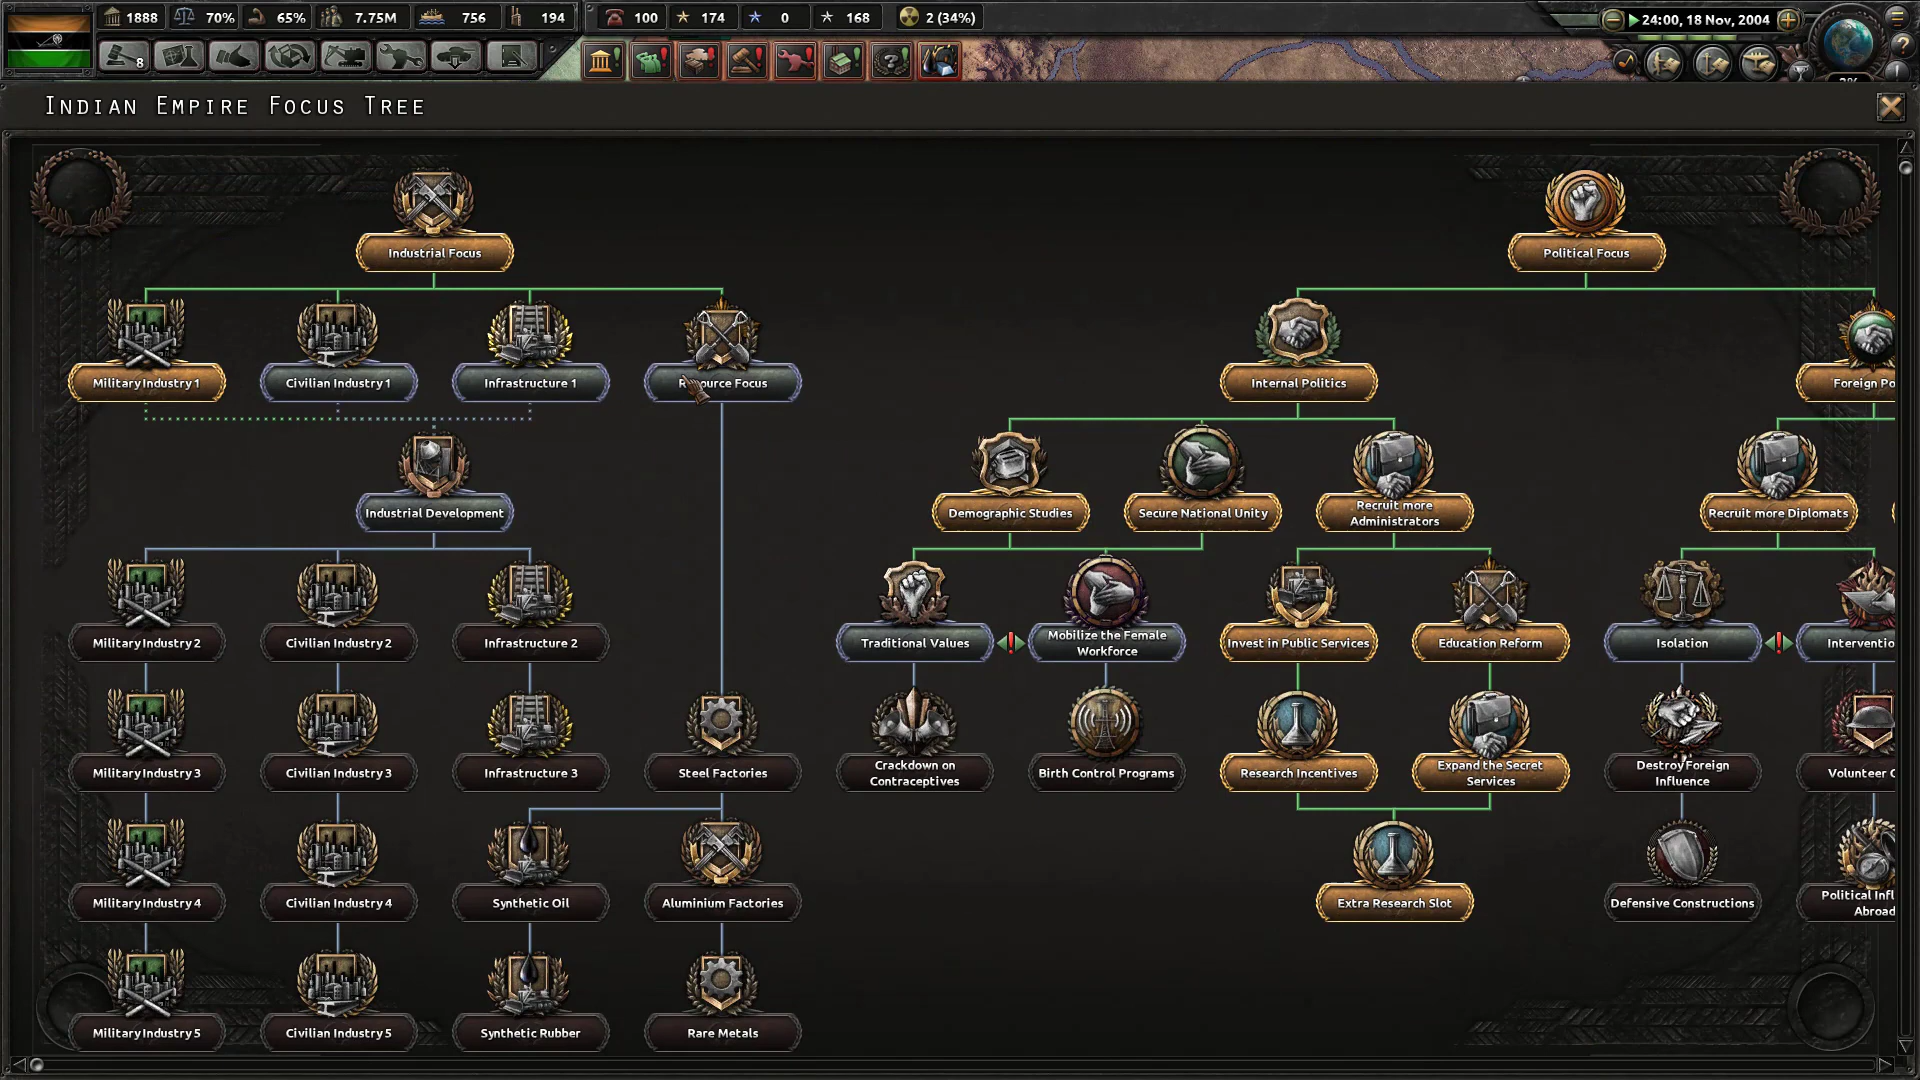 1888
70%
65%
7.75M
756
194
100
174
0
168
2 (34%)
24:00, 18 Nov, 2004
8
Indian Empire Focus Tree
Industrial Focus
Political Focus
Military Industry 1
Civilian Industry 1
Infrastructure 1
Resource Focus
Internal Politics
Foreign Po
Industrial Development
Demographic Studies
Secure National Unity
Recruit more
Administrators
Recruit more Diplomats
Military Industry 2
Civilian Industry 2
Infrastructure 2
Traditional Values
Mobilize the Female
Workforce
Invest in Public Services
Education Reform
Isolation
Interventio
Military Industry 3
Civilian Industry 3
Infrastructure 3
Steel Factories
Crackdown on
Contraceptives
Birth Control Programs
Research Incentives
Expand the Secret
Services
Destroy Foreign
Influence
Volunteer
Military Industry 4
Civilian Industry 4
Synthetic Oil
Aluminium Factories
Extra Research Slot
Defensive Constructions
Political Infl
Abroad
Military Industry 5
Civilian Industry 5
Synthetic Rubber
Rare Metals